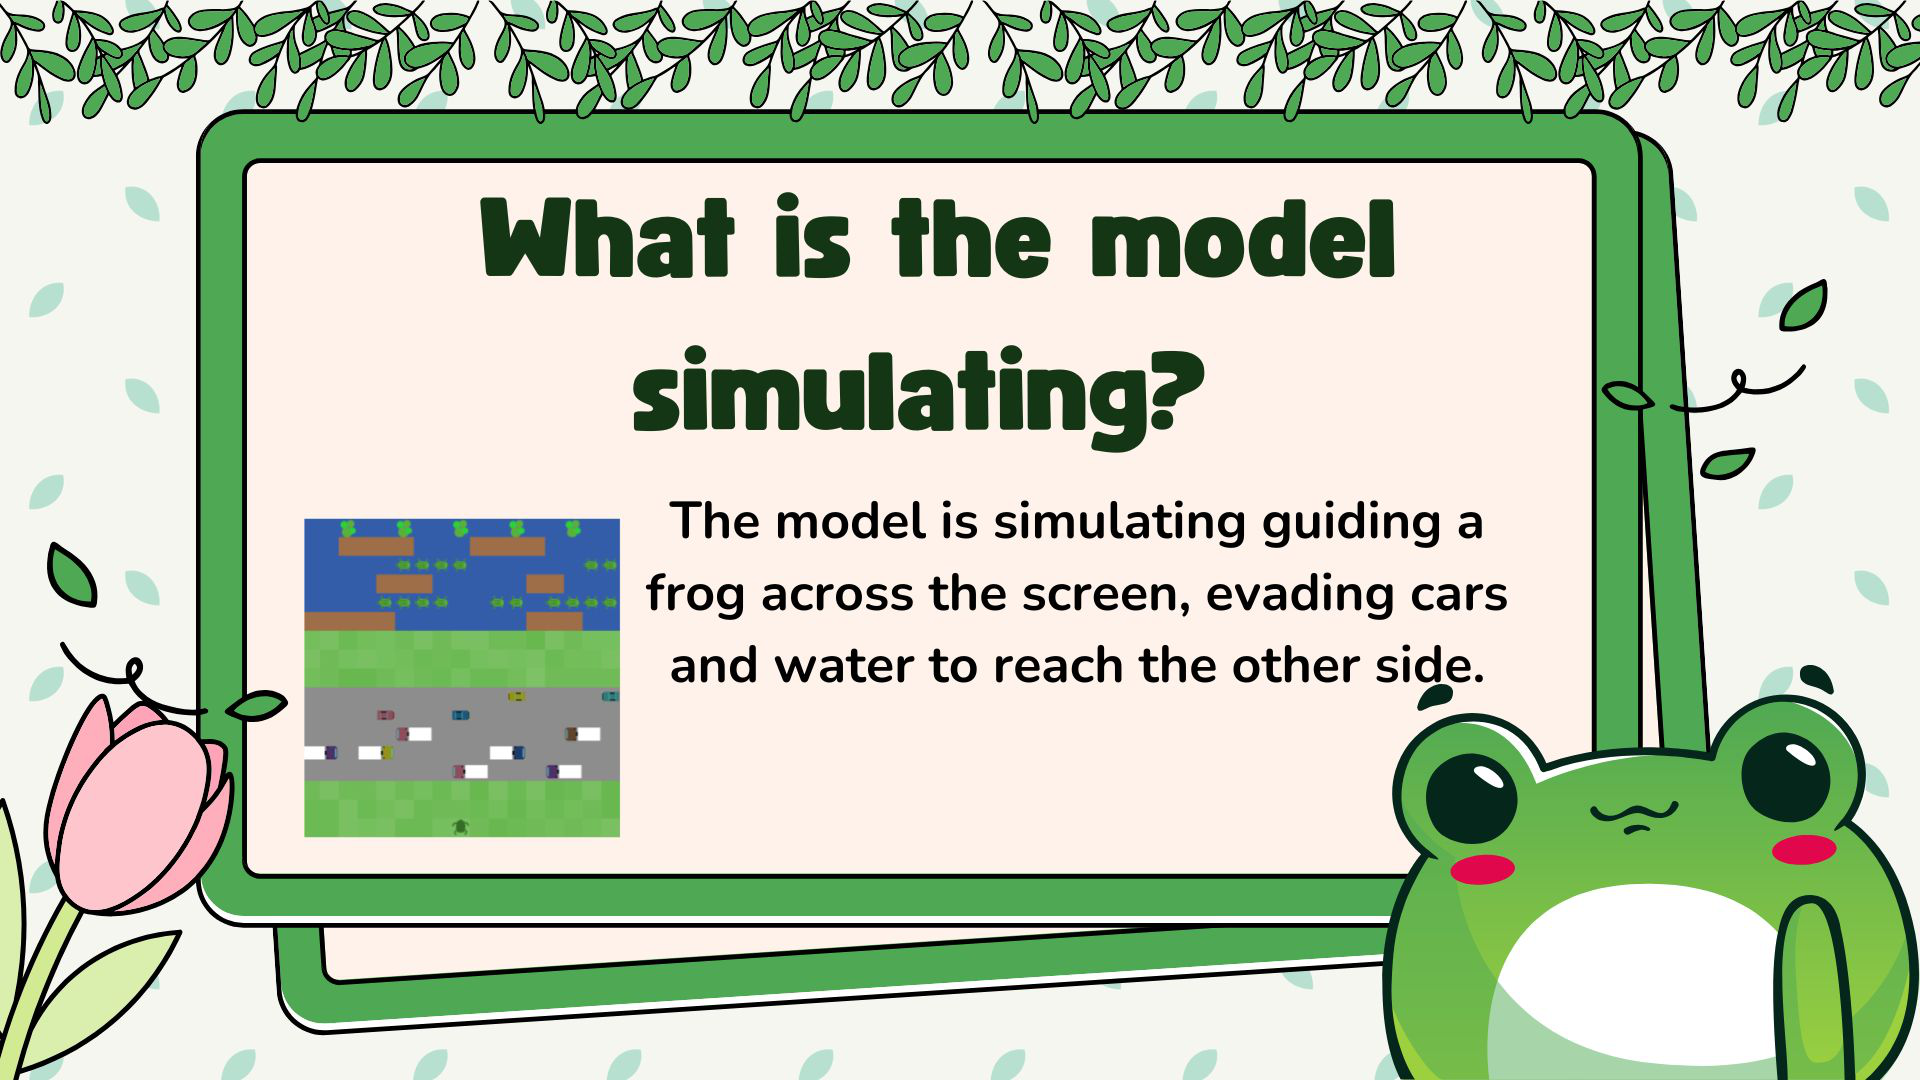 What is the model
simulating?
The model is simulating guiding a
frog across the screen, evading cars
and water to reach the other side.